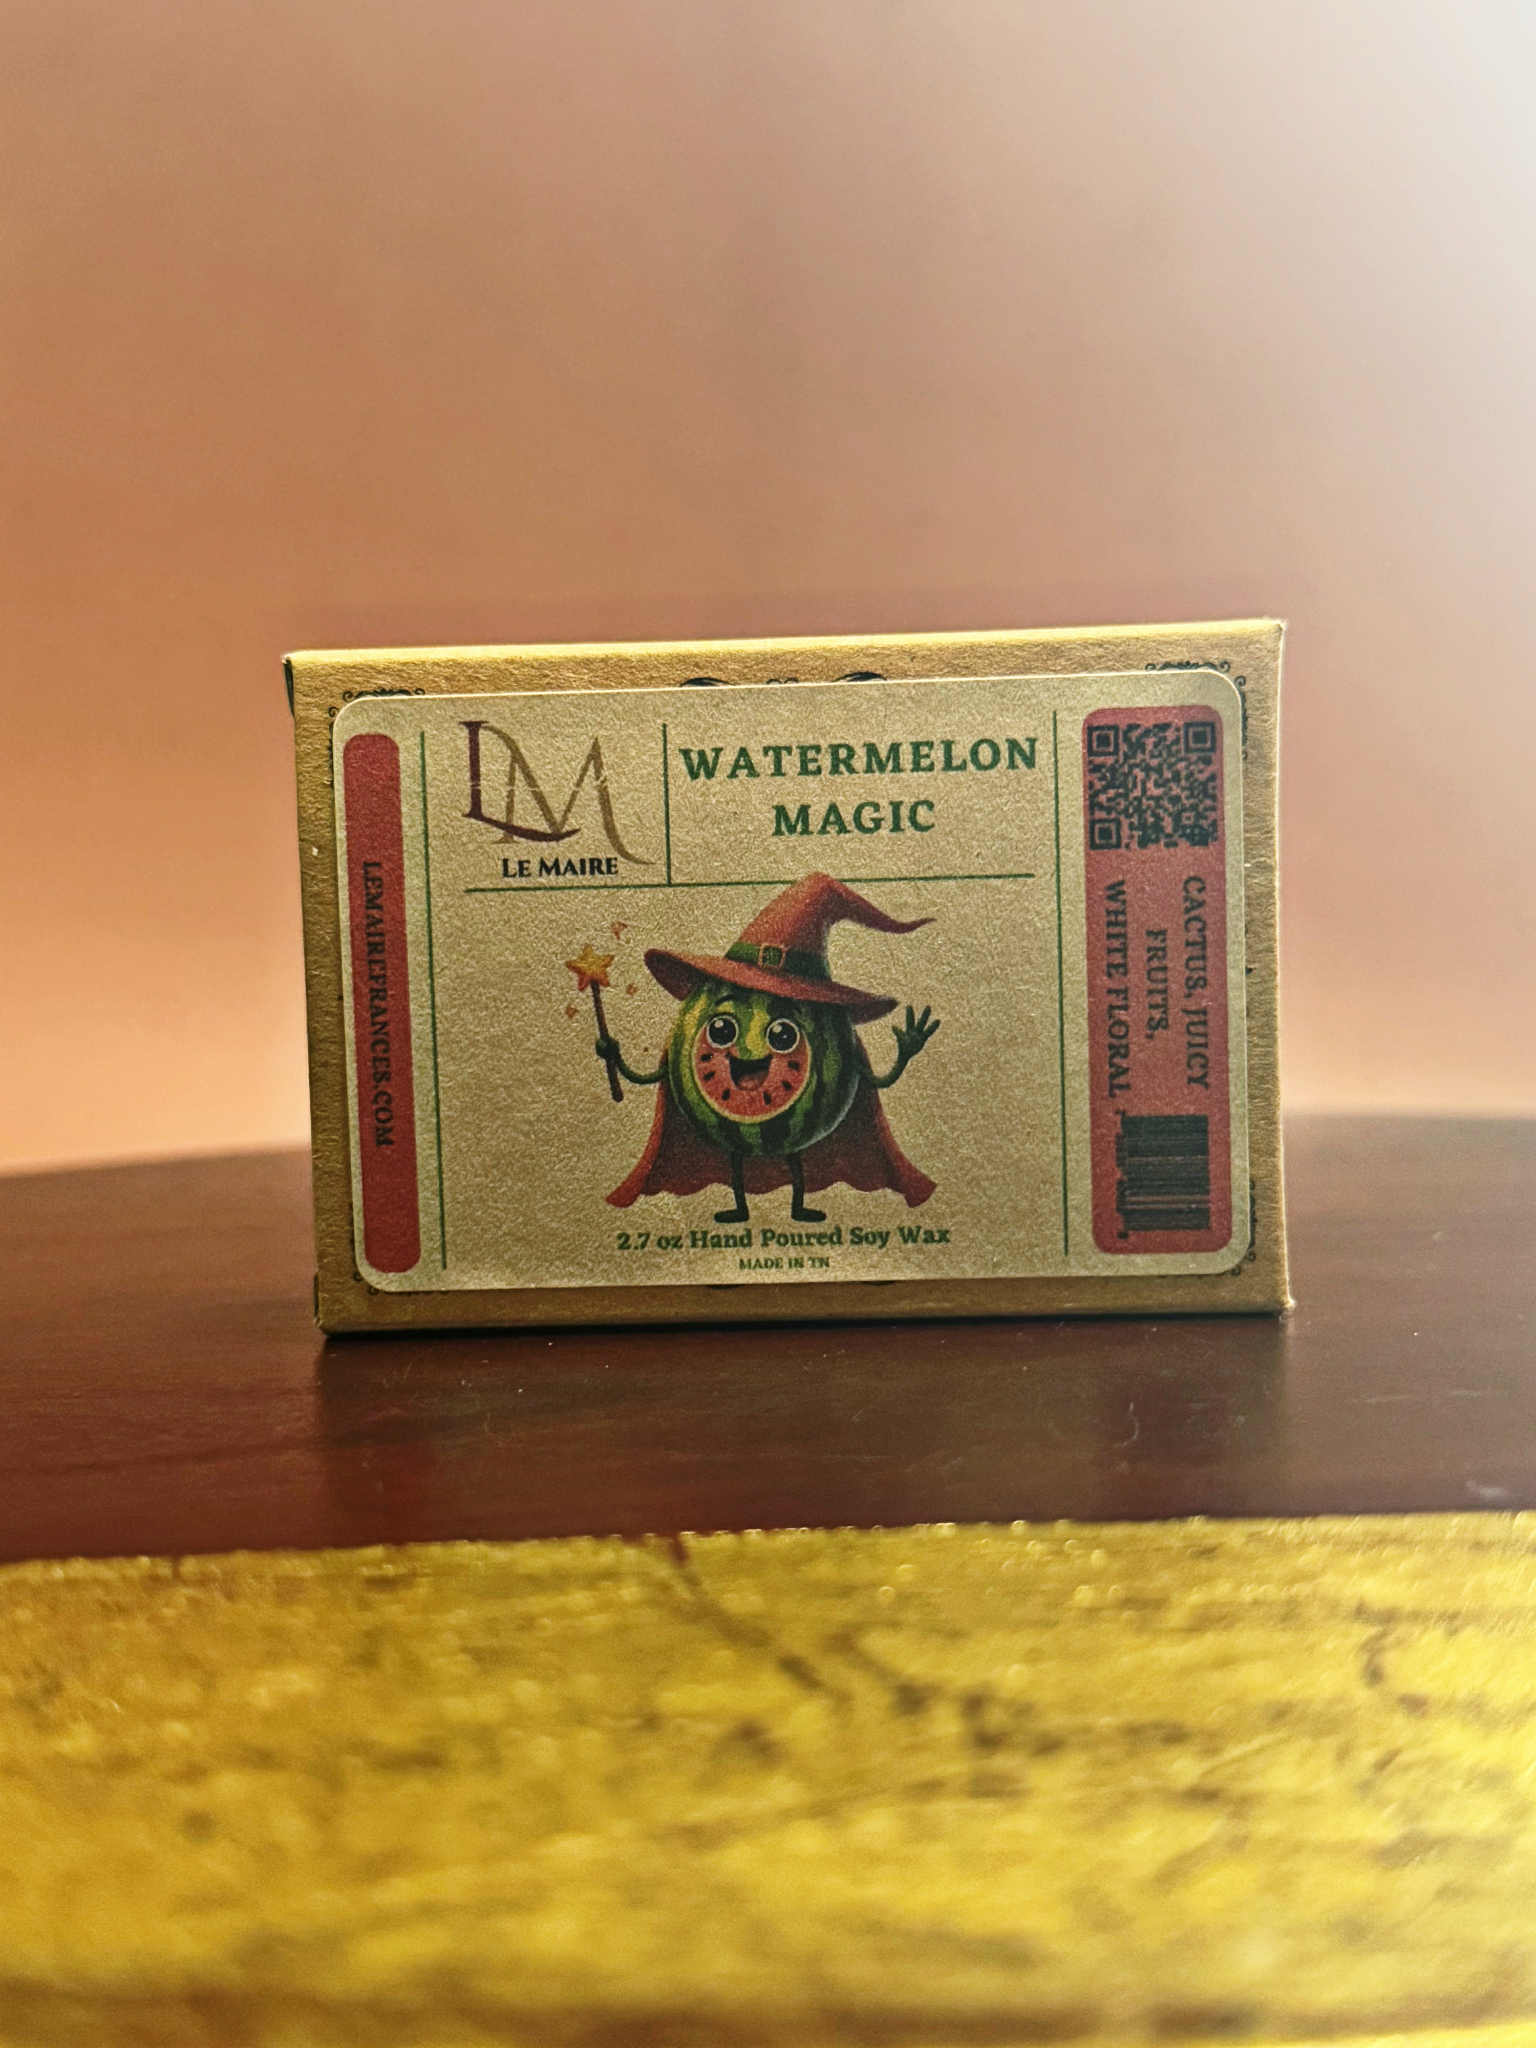 LM
LE MAIRE
WATERMELON
MAGIC
LEMAIREFRANCES.COM
CACTUS, JUICY
FRUITS,
WHITE FLORAL
2.7 oz Hand Poured Soy Wax
MADE IN TN